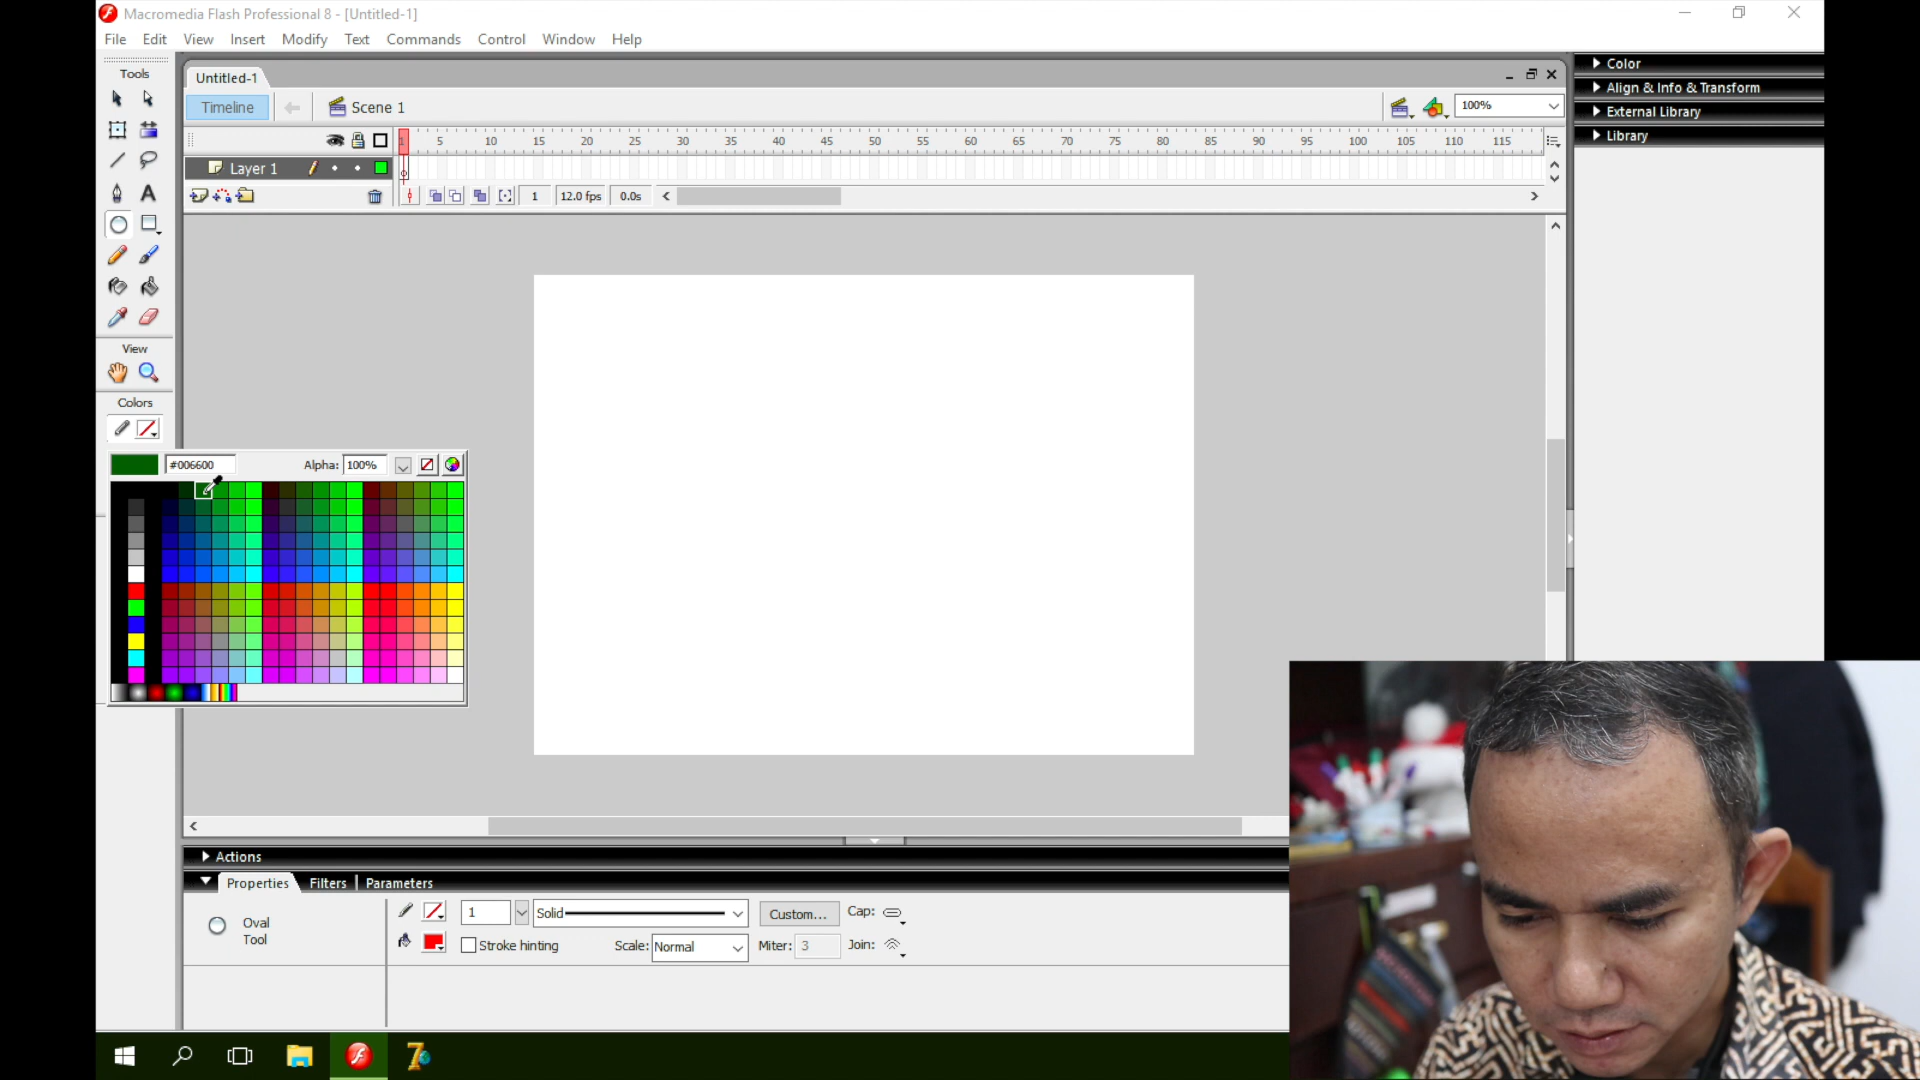 Macromedia Flash Professional 8 - [Untitled-1]
File Edit View Insert Modify Text Commands Control Window Help
Tools
Untitled-1
Timeline
Scene 1
100%
1 5 10 15 20 25 30 35 40 45 50 55 60 65 70 75 80 85 90 95 100 105 110 115
Layer 1
1 12.0 fps 0.0s
Color
Align & Info & Transform
External Library
Library
A
View
Colors
#006600 Alpha: 100%
Actions
Properties Filters Parameters
Oval
Tool
1 Solid Custom... Cap:
Stroke hinting Scale: Normal Miter: 3 Join:
7